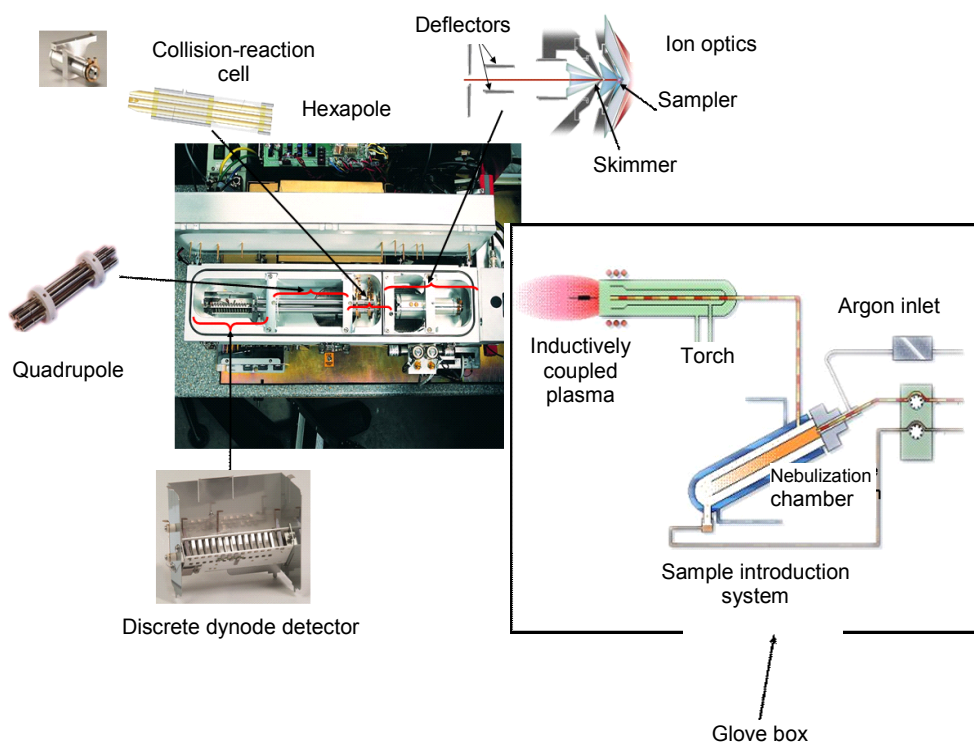 Deflectors
Collision-reaction
cell
Ion optics
Hexapole
Sampler
Skimmer
Quadrupole
Argon inlet
Inductively
coupled
plasma
Torch
Nebulization
chamber
Sample introduction
system
Discrete dynode detector
Glove box